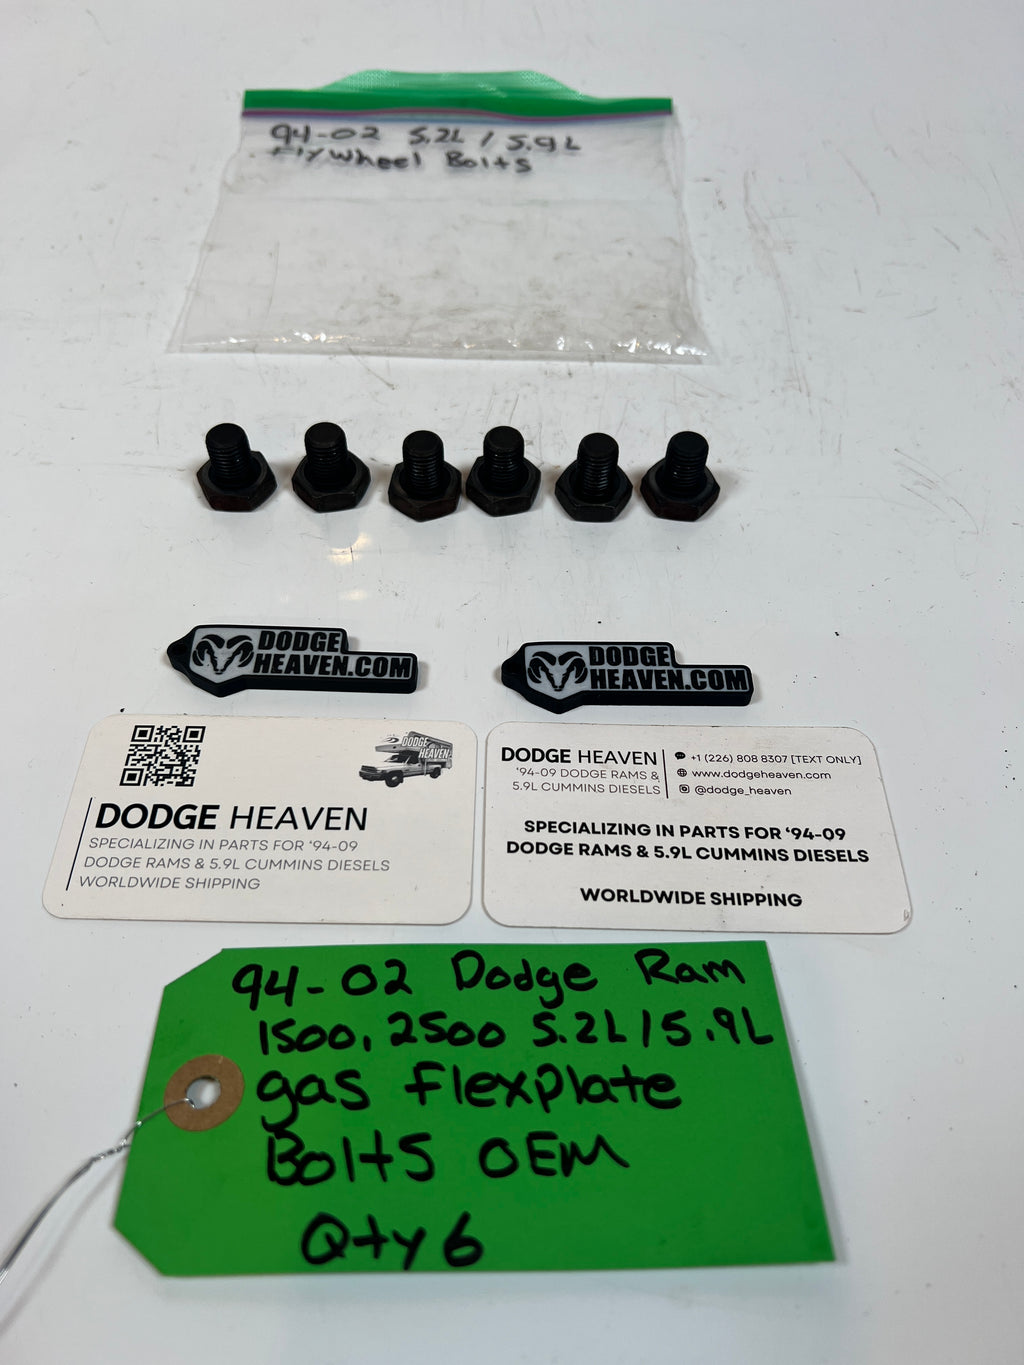 94-02 5.2L / 5.9L
Flywheel Bolts
DODGE
HEAVEN.COM
DODGE
HEAVEN.COM
DODGE
HEAVEN
DODGE HEAVEN
SPECIALIZING IN PARTS FOR ‘94-09
DODGE RAMS & 5.9L CUMMINS DIESELS
WORLDWIDE SHIPPING
DODGE HEAVEN
‘94-09 DODGE RAMS &
5.9L CUMMINS DIESELS
+1 (226) 808 8307 [TEXT ONLY]
www.dodgeheaven.com
@dodge_heaven
SPECIALIZING IN PARTS FOR ‘94-09
DODGE RAMS & 5.9L CUMMINS DIESELS
WORLDWIDE SHIPPING
94-02 Dodge Ram
1500, 2500 5.2L / 5.9L
gas Flexplate
Bolts OEM
Qty 6